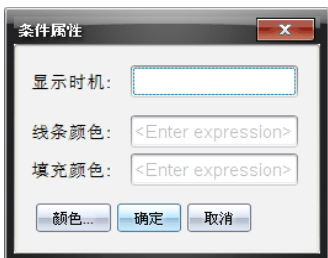 条件属性
显示时机:
线条颜色: <Enter expression>
填充颜色: <Enter expression>
颜色... 确定 取消